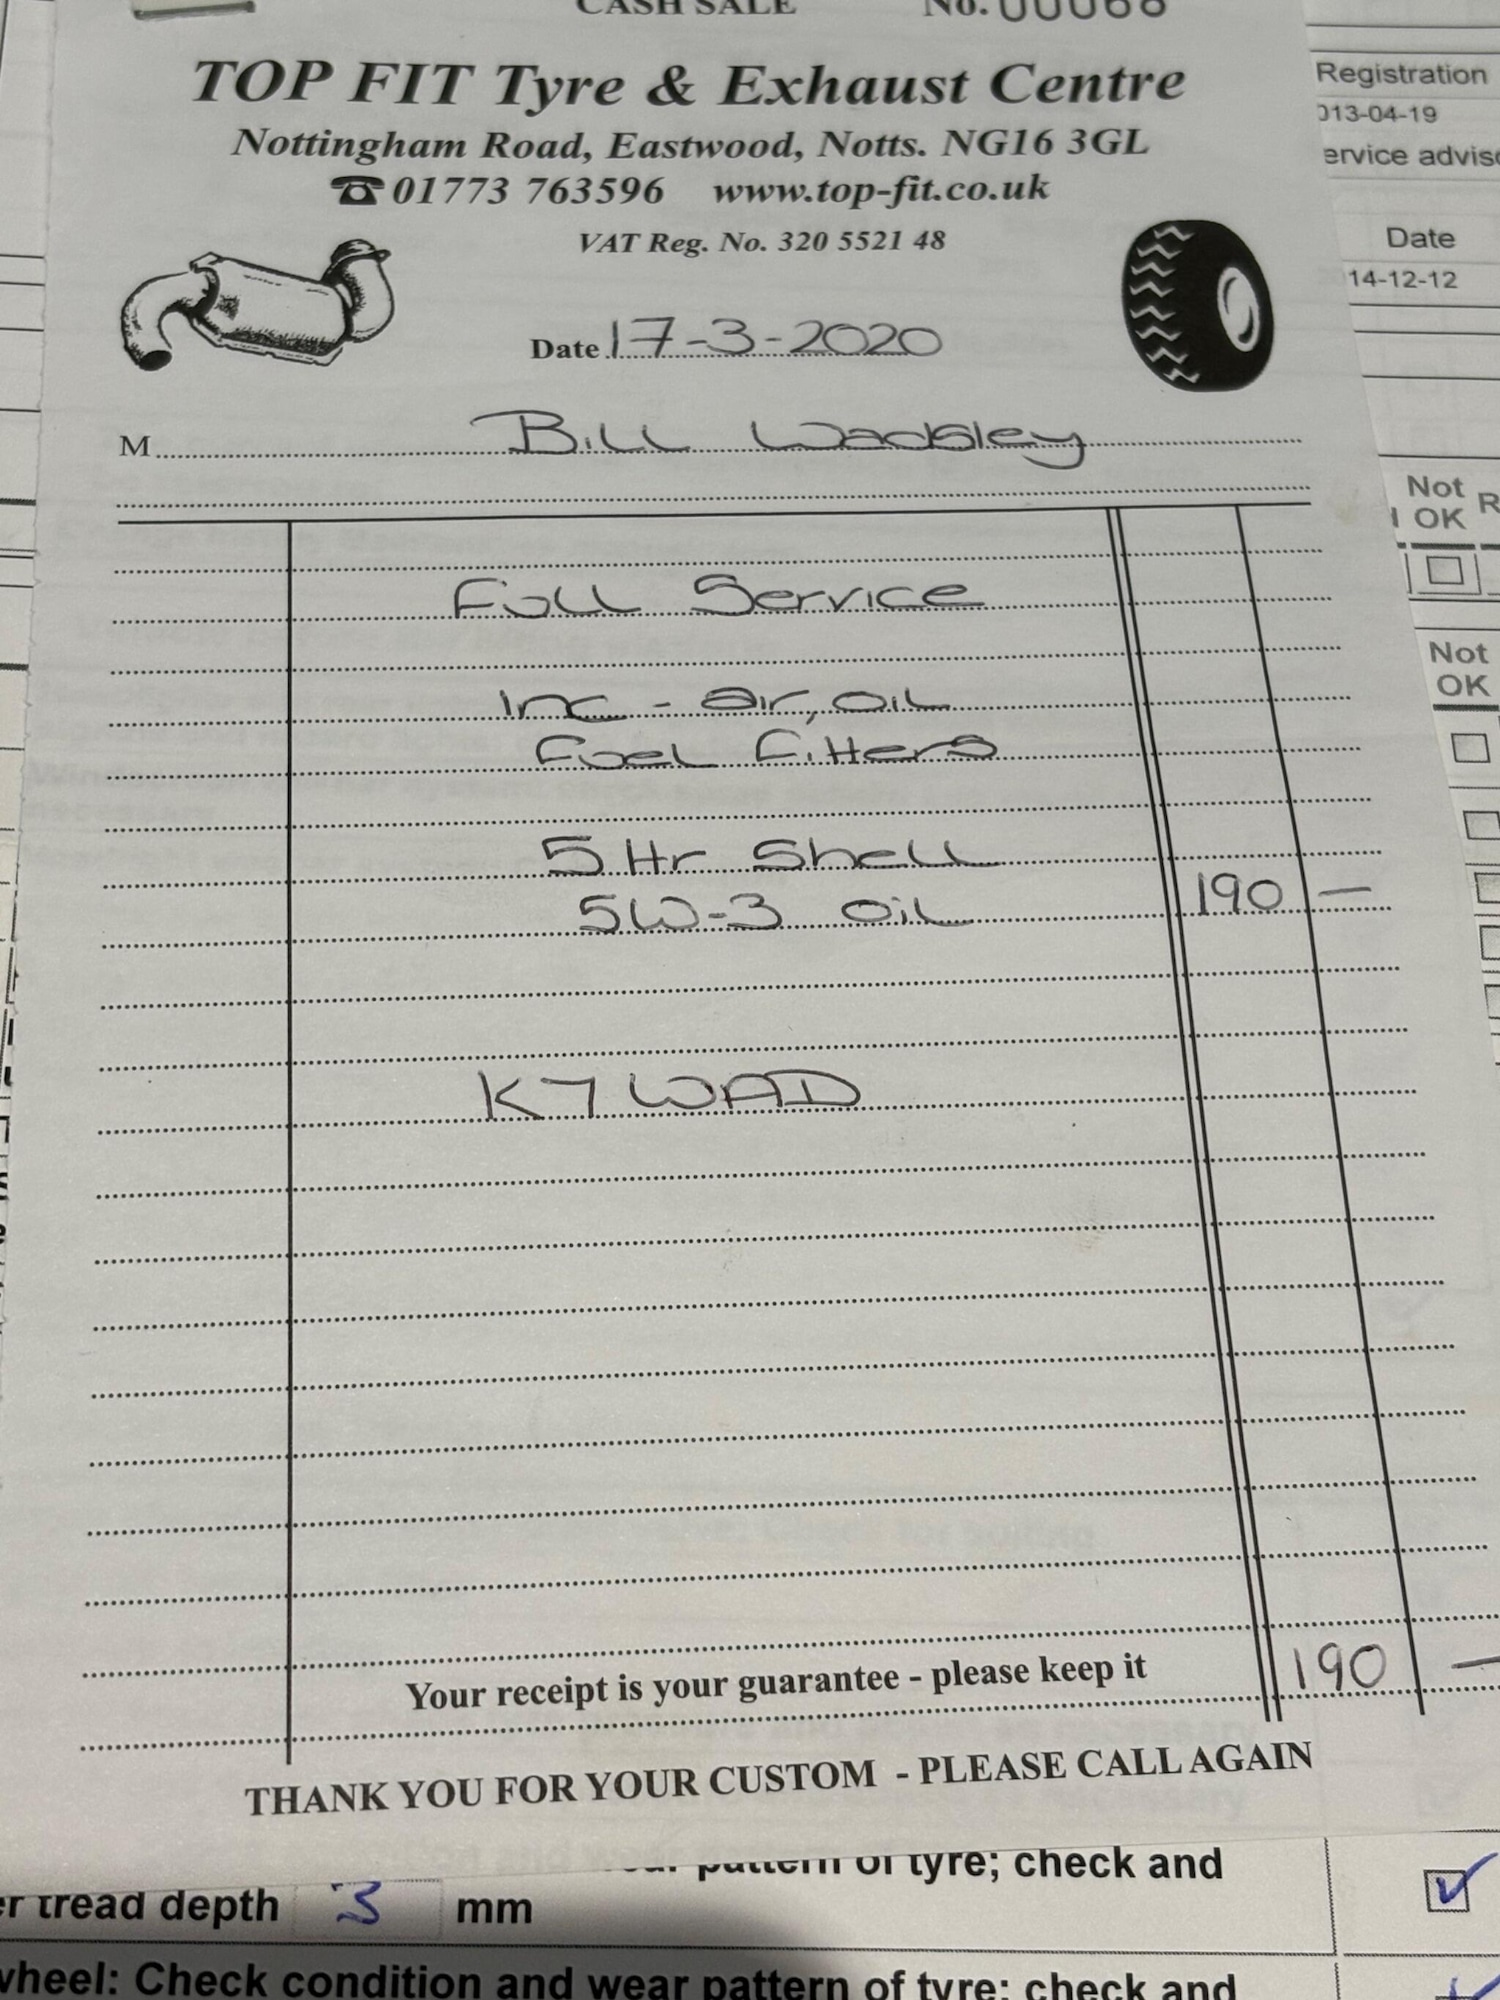 CASH SALE No. 00068
TOP FIT Tyre & Exhaust Centre
Nottingham Road, Eastwood, Notts. NG16 3GL
☎01773 763596 www.top-fit.co.uk
VAT Reg. No. 320 5521 48
Date 17-3-2020
M Bill Wadsley
Full Service
Inc - air, oil
Fuel Filters
5 Hr Shell
5W-3 oil 190 —
K7 WAD
Your receipt is your guarantee - please keep it 190 —
THANK YOU FOR YOUR CUSTOM - PLEASE CALL AGAIN
Registration
013-04-19
ervice adviso
Date
14-12-12
Not
OK
R
Not
OK
pattern of tyre; check and
er tread depth 3 mm
wheel: Check condition and wear pattern of tyre; check and